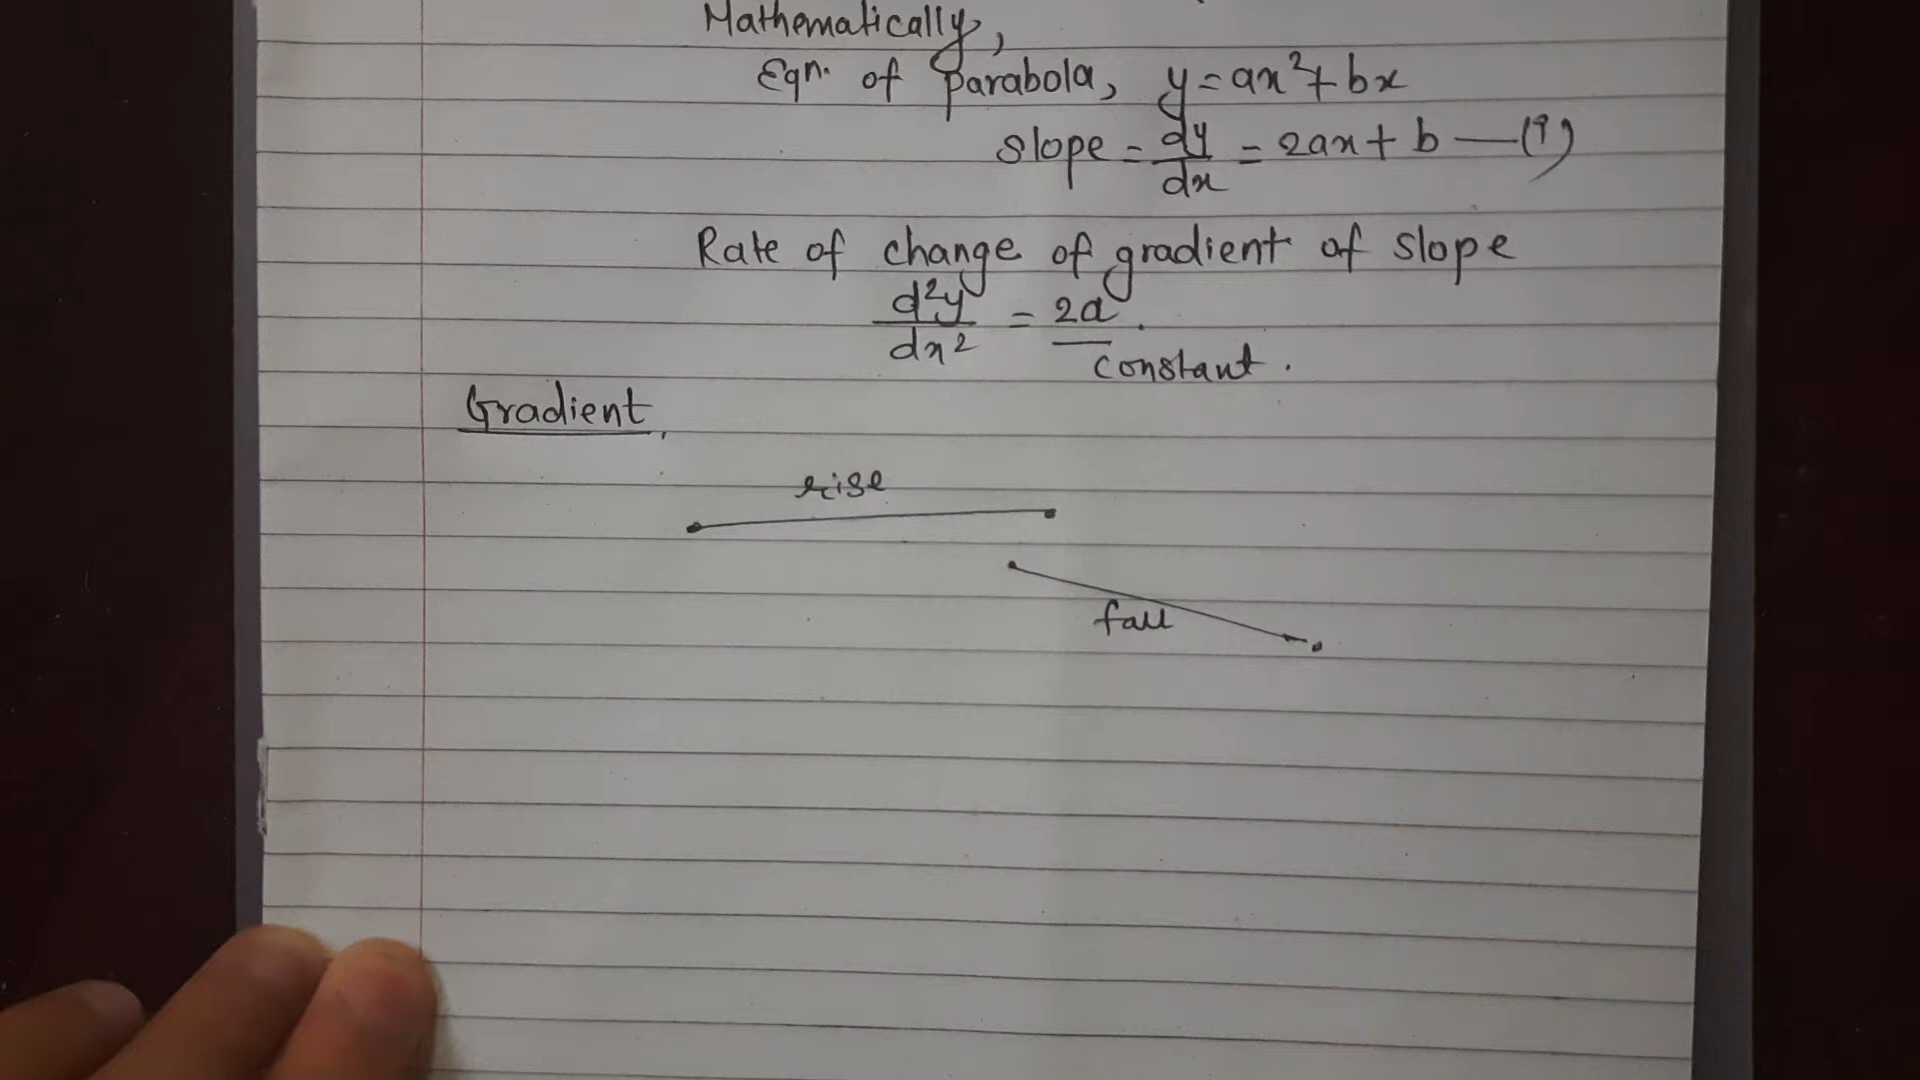 Mathematically,
Eqn. of parabola, y=ax²+bx
slope = dy/dx = 2ax + b —(i)
Rate of change of gradient of slope
d²y/dx² = 2a.
constant.
Gradient,
rise
fall